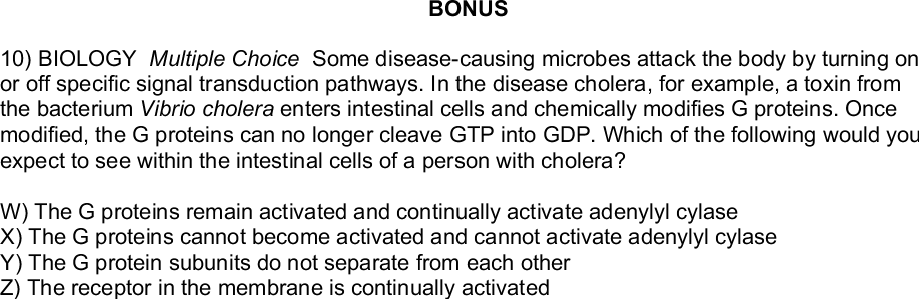 BONUS
10) BIOLOGY Multiple Choice Some disease-causing microbes attack the body by turning on
or off specific signal transduction pathways. In the disease cholera, for example, a toxin from
the bacterium Vibrio cholera enters intestinal cells and chemically modifies G proteins. Once
modified, the G proteins can no longer cleave GTP into GDP. Which of the following would you
expect to see within the intestinal cells of a person with cholera?
W) The G proteins remain activated and continually activate adenylyl cylase
X) The G proteins cannot become activated and cannot activate adenylyl cylase
Y) The G protein subunits do not separate from each other
Z) The receptor in the membrane is continually activated